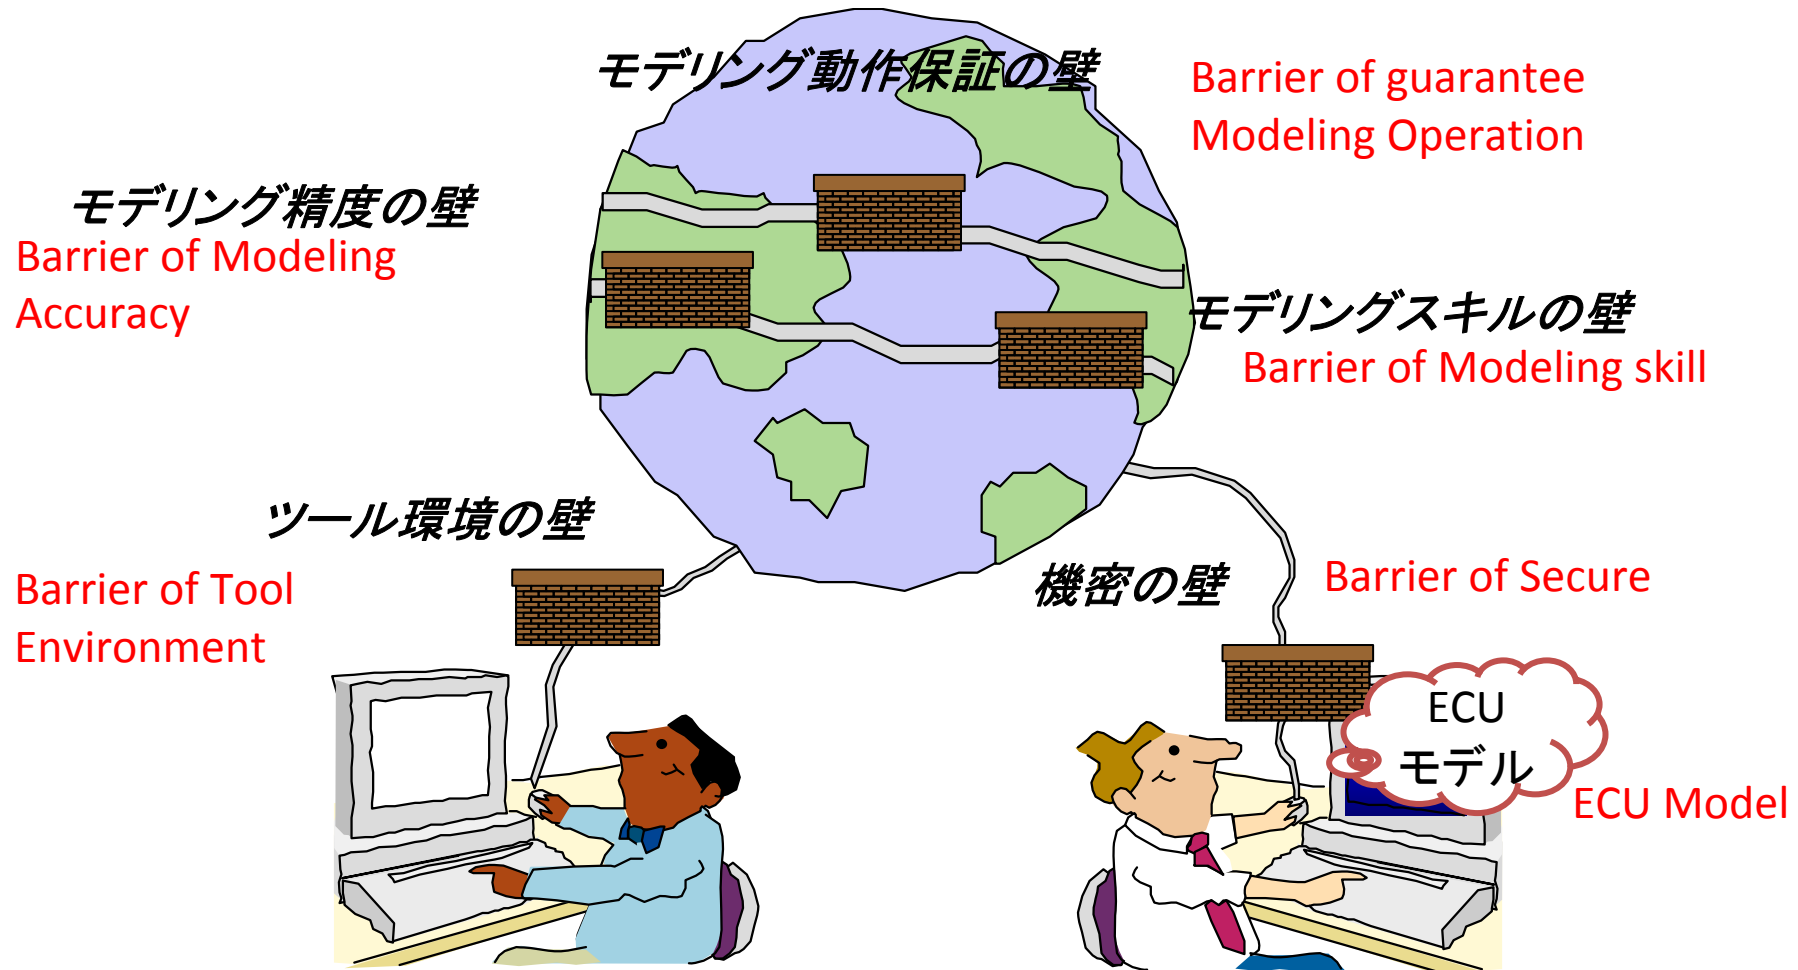 モデリング動作保証の壁
Barrier of guarantee
Modeling Operation
モデリング精度の壁
Barrier of Modeling
Accuracy
モデリングスキルの壁
Barrier of Modeling skill
ツール環境の壁
Barrier of Tool
Environment
機密の壁
Barrier of Secure
ECU
モデル
ECU Model